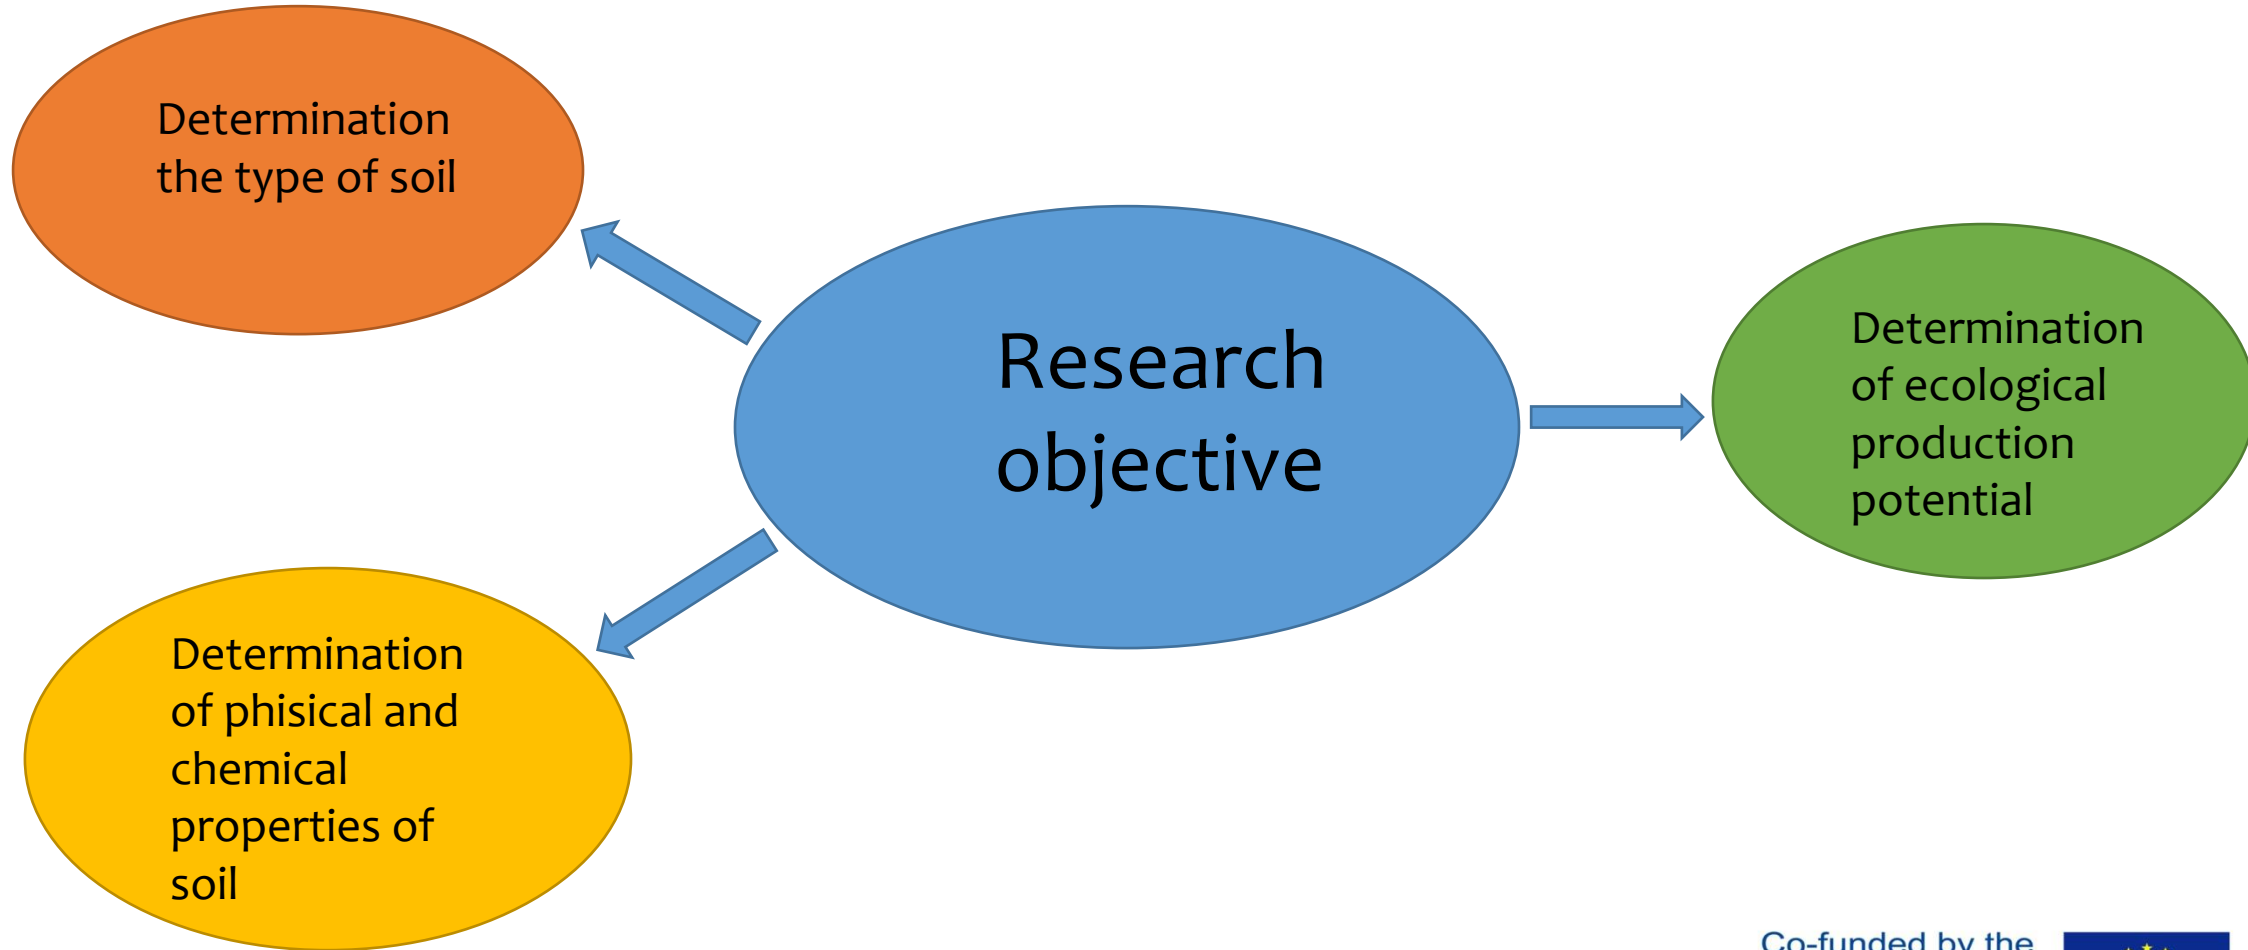 Determination
the type of soil
Research
objective
Determination
of ecological
production
potential
Determination
of phisical and
chemical
properties of
soil
Co-funded by the